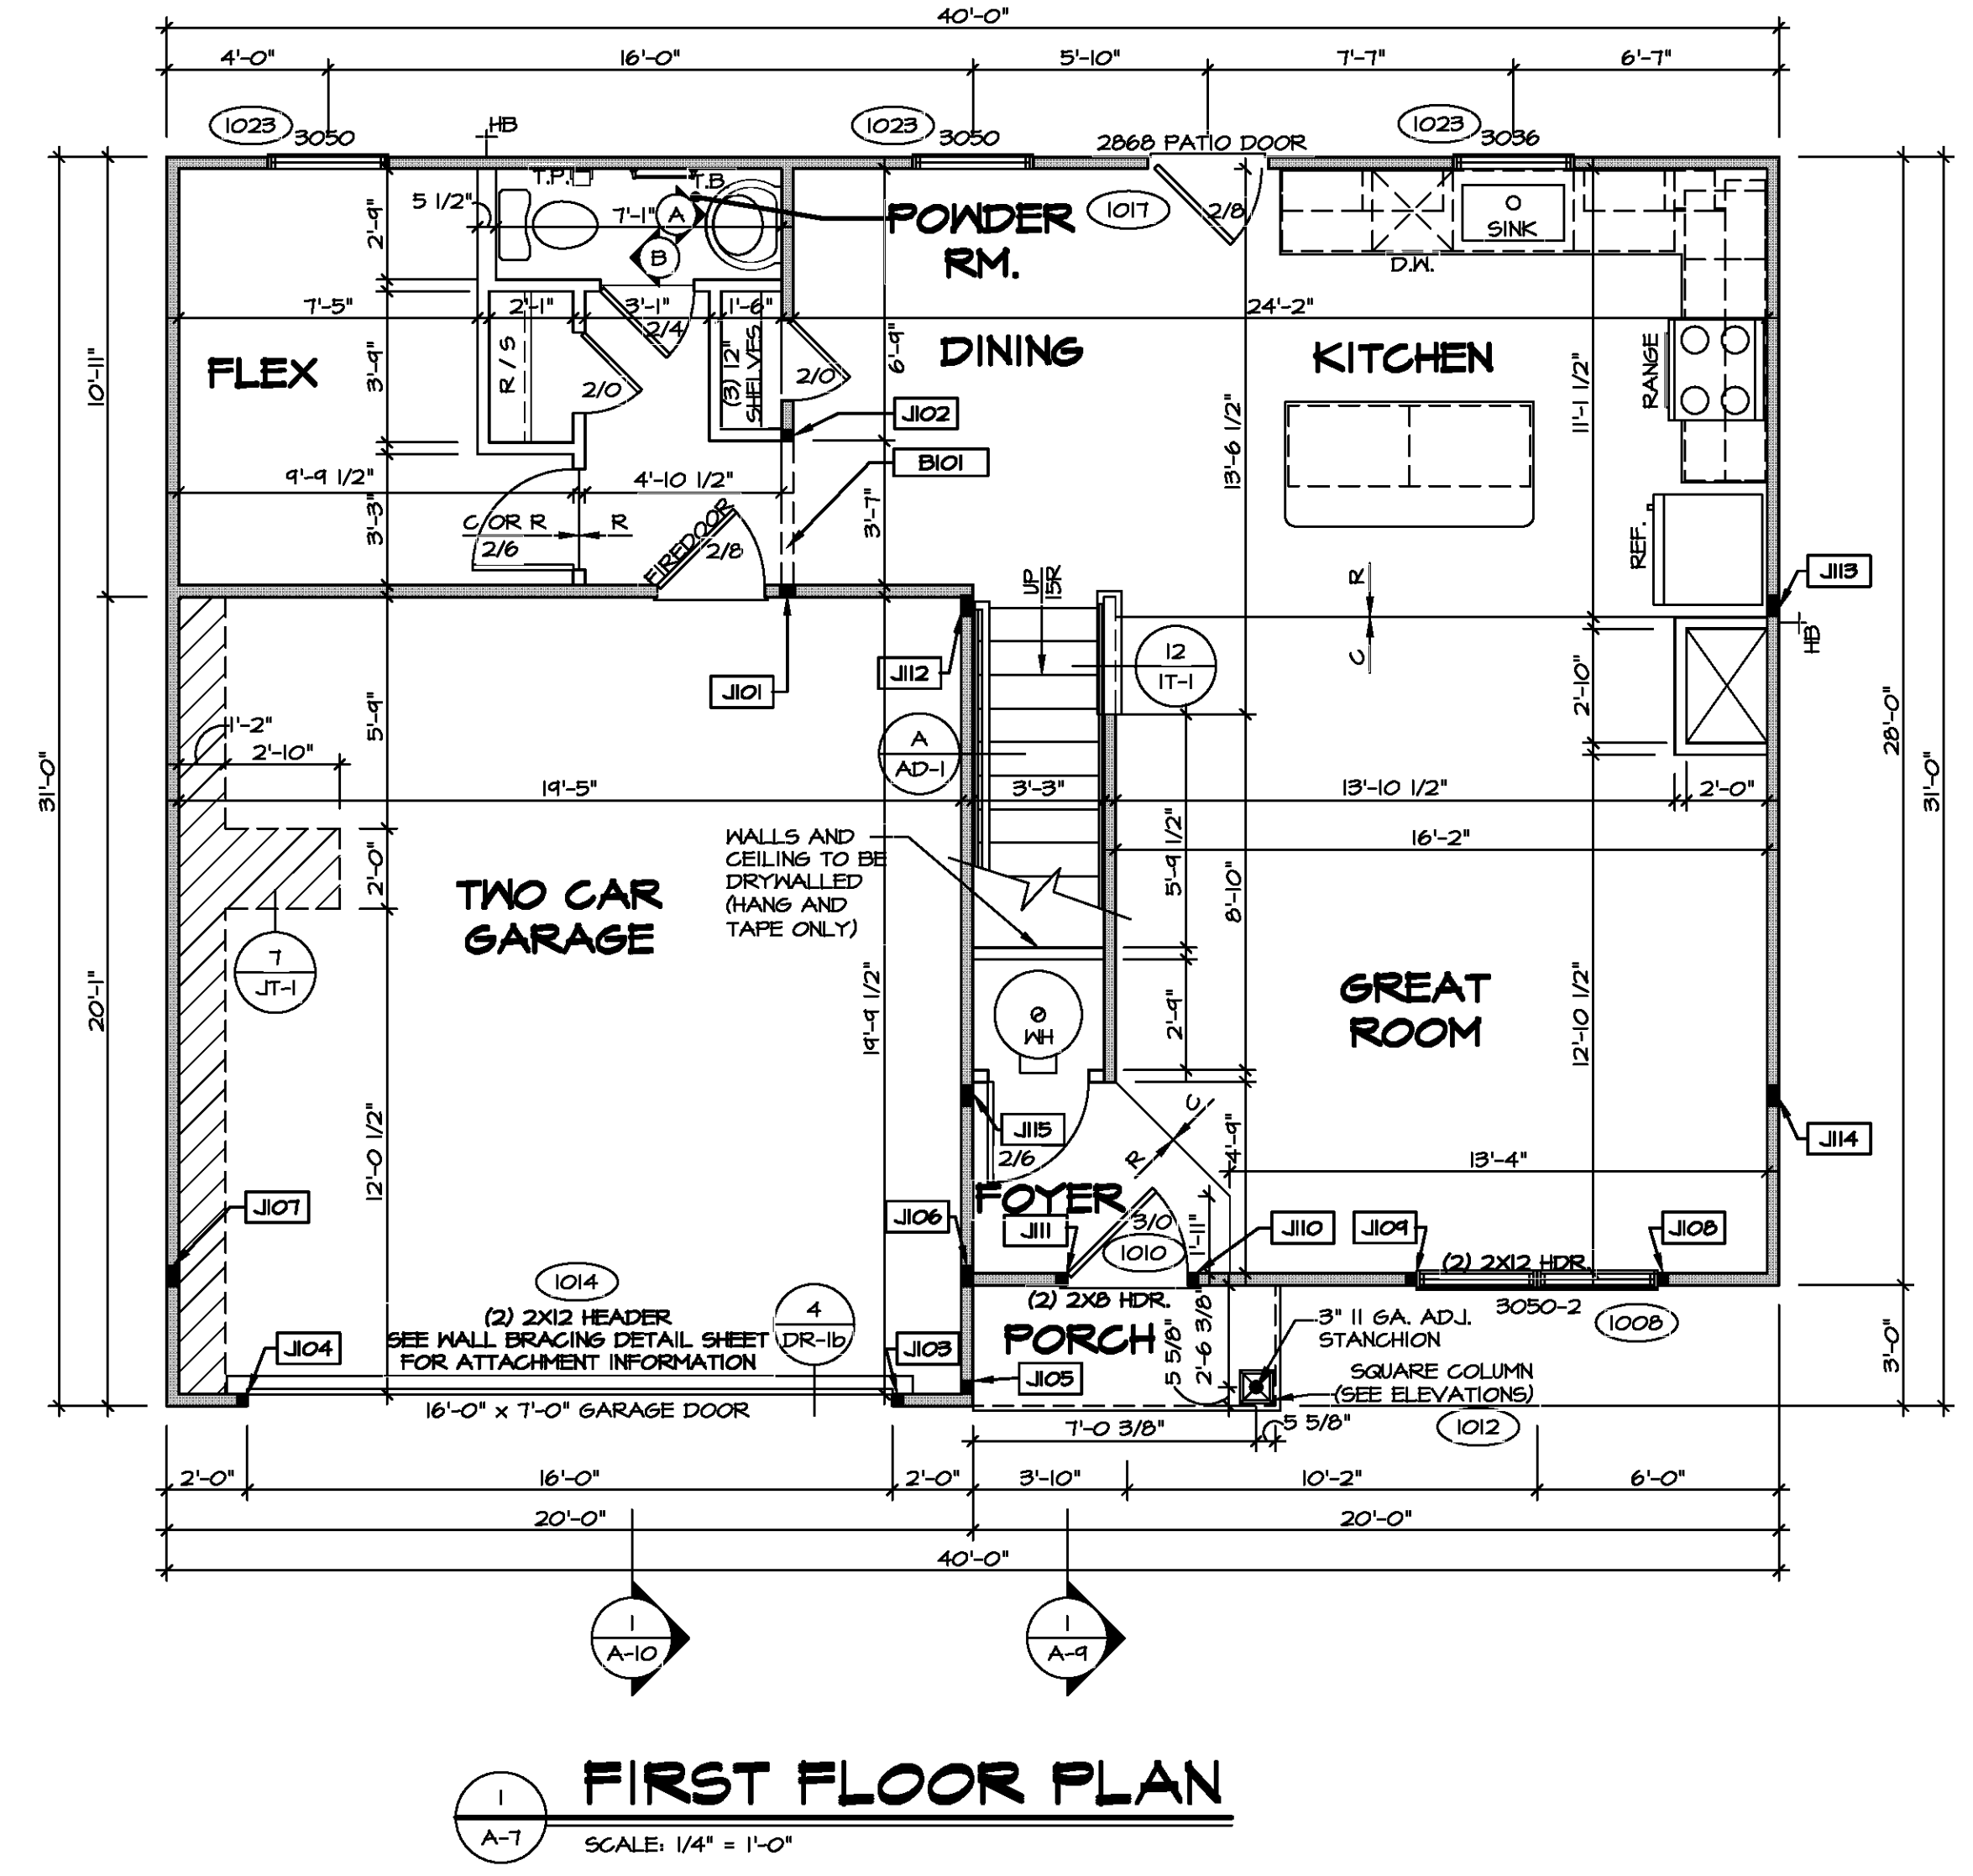 40'-0"
4'-0" 16'-0" 5'-10" 7'-7" 6'-7"
1023 3050 HB 1023 3050 2868 PATIO DOOR 1023 3036
T.P. T.B.
5 1/2" 7'-1" A B
2'-9"
POWDER
RM.
1017 2/8 SINK
D.W.
7'-5" 2'-1" 3'-1" 1'-6" 24'-2"
2/4
FLEX
R / S
2/0
(3) 12"
SHELVES
2/0
6'-9"
DINING
KITCHEN
RANGE
3'-9"
10'-11"
11'-1 1/2"
13'-6 1/2"
J102
B101
9'-9 1/2" 4'-10 1/2"
3'-3"
C OR R R
2/6
FIREDOOR
2/8
3'-7"
REF.
UP
15R
R
C
J113
HB
J101
J112
12
1T-1
A
AD-1
5'-9"
1'-2"
2'-10"
2'-10"
31'-0"
28'-0"
31'-0"
19'-5" 3'-3" 13'-10 1/2" 2'-0"
16'-2"
WALLS AND
CEILING TO BE
DRYWALLED
(HANG AND
TAPE ONLY)
2'-0"
5'-9 1/2"
8'-10"
TWO CAR
GARAGE
7
JT-1
20'-1"
19'-9 1/2"
2'-9"
12'-10 1/2"
WH
GREAT
ROOM
12'-0 1/2"
J115
2/6
C
R
4'-9"
13'-4"
J114
FOYER
J107
J106
J111
3/0
1010
1'-11"
J110
J109
J108
(2) 2X12 HDR.
1014
(2) 2X12 HEADER
SEE WALL BRACING DETAIL SHEET
FOR ATTACHMENT INFORMATION
4
DR-1b
J104
J103
J105
(2) 2X8 HDR.
PORCH
5 5/8"
2'-6 3/8"
3050-2
1008
3" 11 GA. ADJ.
STANCHION
SQUARE COLUMN
(SEE ELEVATIONS)
1012
3'-0"
16'-0" x 7'-0" GARAGE DOOR
7'-0 3/8" 5 5/8"
2'-0" 16'-0" 2'-0" 3'-10" 10'-2" 6'-0"
20'-0" 20'-0"
40'-0"
1
A-10
1
A-9
1
A-7
FIRST FLOOR PLAN
SCALE: 1/4" = 1'-0"